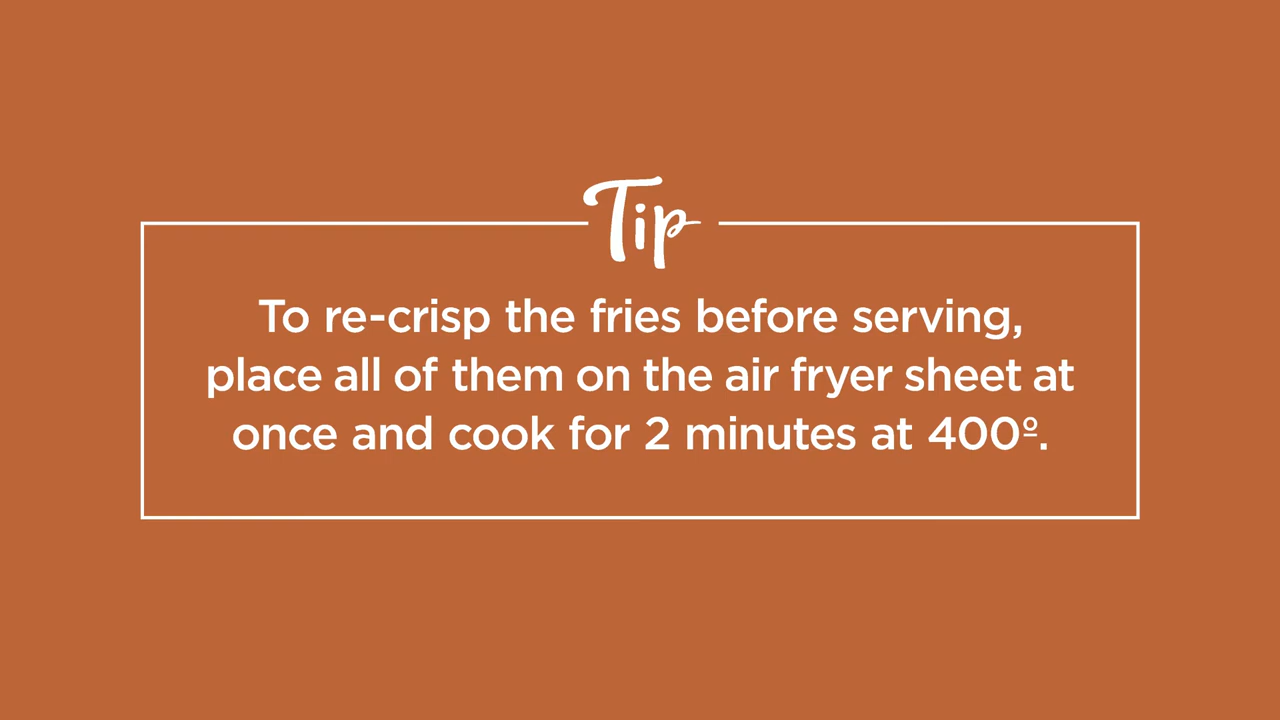 Tip
To re-crisp the fries before serving,
place all of them on the air fryer sheet at
once and cook for 2 minutes at 400º.